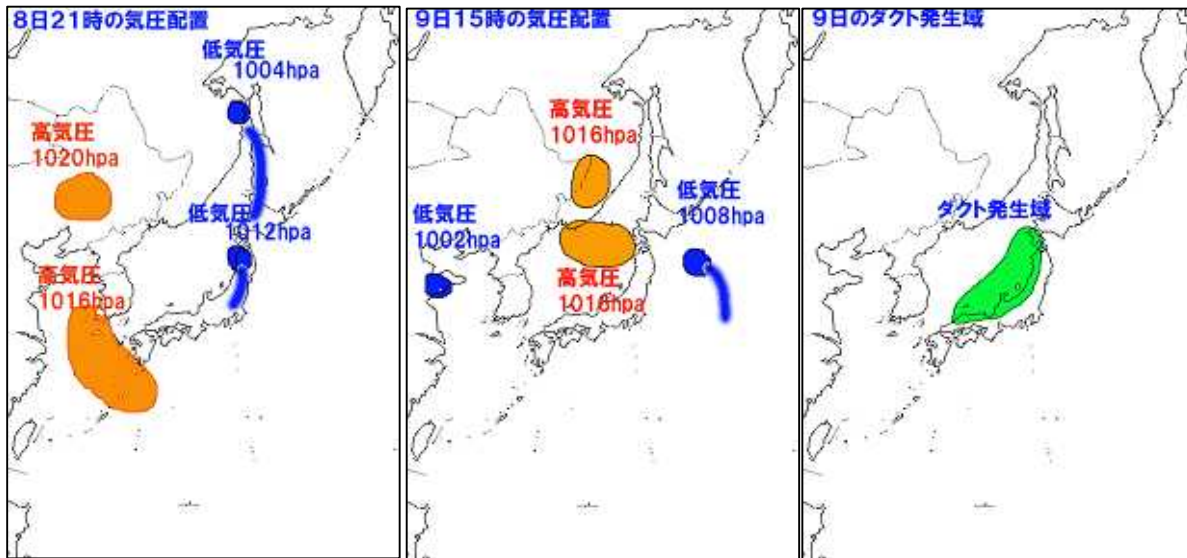 8日21時の気圧配置
低気圧
1004hpa
高気圧
1020hpa
低気圧
1012hpa
高気圧
1016hpa
9日15時の気圧配置
高気圧
1016hpa
低気圧
1008hpa
低気圧
1002hpa
高気圧
1018hpa
9日のダクト発生域
ダクト発生域